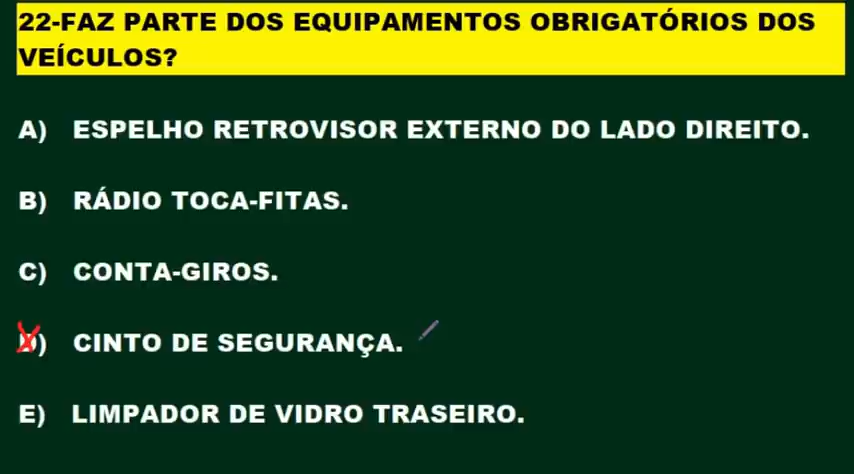 22-FAZ PARTE DOS EQUIPAMENTOS OBRIGATÓRIOS DOS
VEÍCULOS?
A) ESPELHO RETROVISOR EXTERNO DO LADO DIREITO.
B) RÁDIO TOCA-FITAS.
C) CONTA-GIROS.
D) CINTO DE SEGURANÇA.
E) LIMPADOR DE VIDRO TRASEIRO.